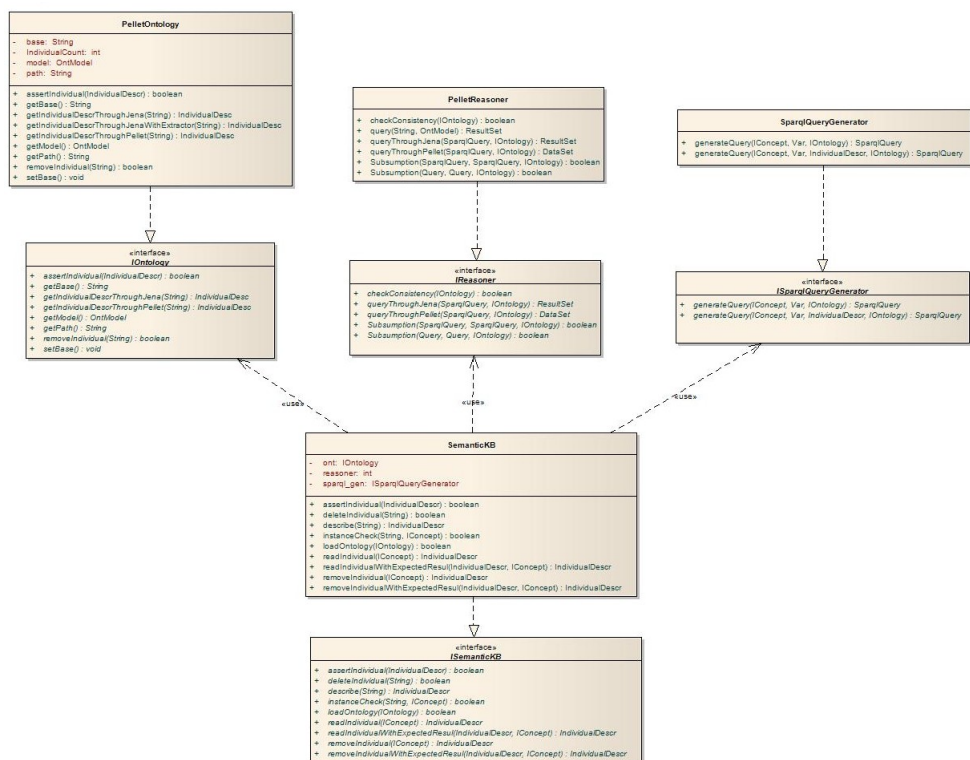 PelletOntology
- base: String
- IndividualCount: int
- model: OntModel
- path: String
+ assertIndividual(IndividualDescr) : boolean
+ getBase() : String
+ getIndividualDescrThroughJena(String) : IndividualDesc
+ getIndividualDescrThroughJenaWithExtractor(String) : IndividualDesc
+ getIndividualDescrThroughPellet(String) : IndividualDesc
+ getModel() : OntModel
+ getPath() : String
+ removeIndividual(String) : boolean
+ setBase() : void
PelletReasoner
+ checkConsistency(IOntology) : boolean
+ query(String, OntModel) : ResultSet
+ queryThroughJena(SparqlQuery, IOntology) : ResultSet
+ queryThroughPellet(SparqlQuery, IOntology) : DataSet
+ Subsumption(SparqlQuery, SparqlQuery, IOntology) : boolean
+ Subsumption(Query, Query, IOntology) : boolean
SparqlQueryGenerator
+ generateQuery(IConcept, Var, IOntology) : SparqlQuery
+ generateQuery(IConcept, Var, IndividualDescr, IOntology) : SparqlQuery
«interface»
IOntology
+ assertIndividual(IndividualDescr) : boolean
+ getBase() : String
+ getIndividualDescrThroughJena(String) : IndividualDesc
+ getIndividualDescrThroughPellet(String) : IndividualDesc
+ getModel() : OntModel
+ getPath() : String
+ removeIndividual(String) : boolean
+ setBase() : void
«interface»
IReasoner
+ checkConsistency(IOntology) : boolean
+ queryThroughJena(SparqlQuery, IOntology) : ResultSet
+ queryThroughPellet(SparqlQuery, IOntology) : DataSet
+ Subsumption(SparqlQuery, SparqlQuery, IOntology) : boolean
+ Subsumption(Query, Query, IOntology) : boolean
«interface»
ISparqlQueryGenerator
+ generateQuery(IConcept, Var, IOntology) : SparqlQuery
+ generateQuery(IConcept, Var, IndividualDescr, IOntology) : SparqlQuery
«use»
«use»
«use»
SemanticKB
- ont: IOntology
- reasoner: int
- sparql_gen: ISparqlQueryGenerator
+ assertIndividual(IndividualDescr) : boolean
+ deleteIndividual(String) : boolean
+ describe(String) : IndividualDescr
+ instanceCheck(String, IConcept) : boolean
+ loadOntology(IOntology) : boolean
+ readIndividual(IConcept) : IndividualDescr
+ readIndividualWithExpectedResul(IndividualDescr, IConcept) : IndividualDescr
+ removeIndividual(IConcept) : IndividualDescr
+ removeIndividualWithExpectedResul(IndividualDescr, IConcept) : IndividualDescr
«interface»
ISemanticKB
+ assertIndividual(IndividualDescr) : boolean
+ deleteIndividual(String) : boolean
+ describe(String) : IndividualDescr
+ instanceCheck(String, IConcept) : boolean
+ loadOntology(IOntology) : boolean
+ readIndividual(IConcept) : IndividualDescr
+ readIndividualWithExpectedResul(IndividualDescr, IConcept) : IndividualDescr
+ removeIndividual(IConcept) : IndividualDescr
+ removeIndividualWithExpectedResul(IndividualDescr, IConcept) : IndividualDescr